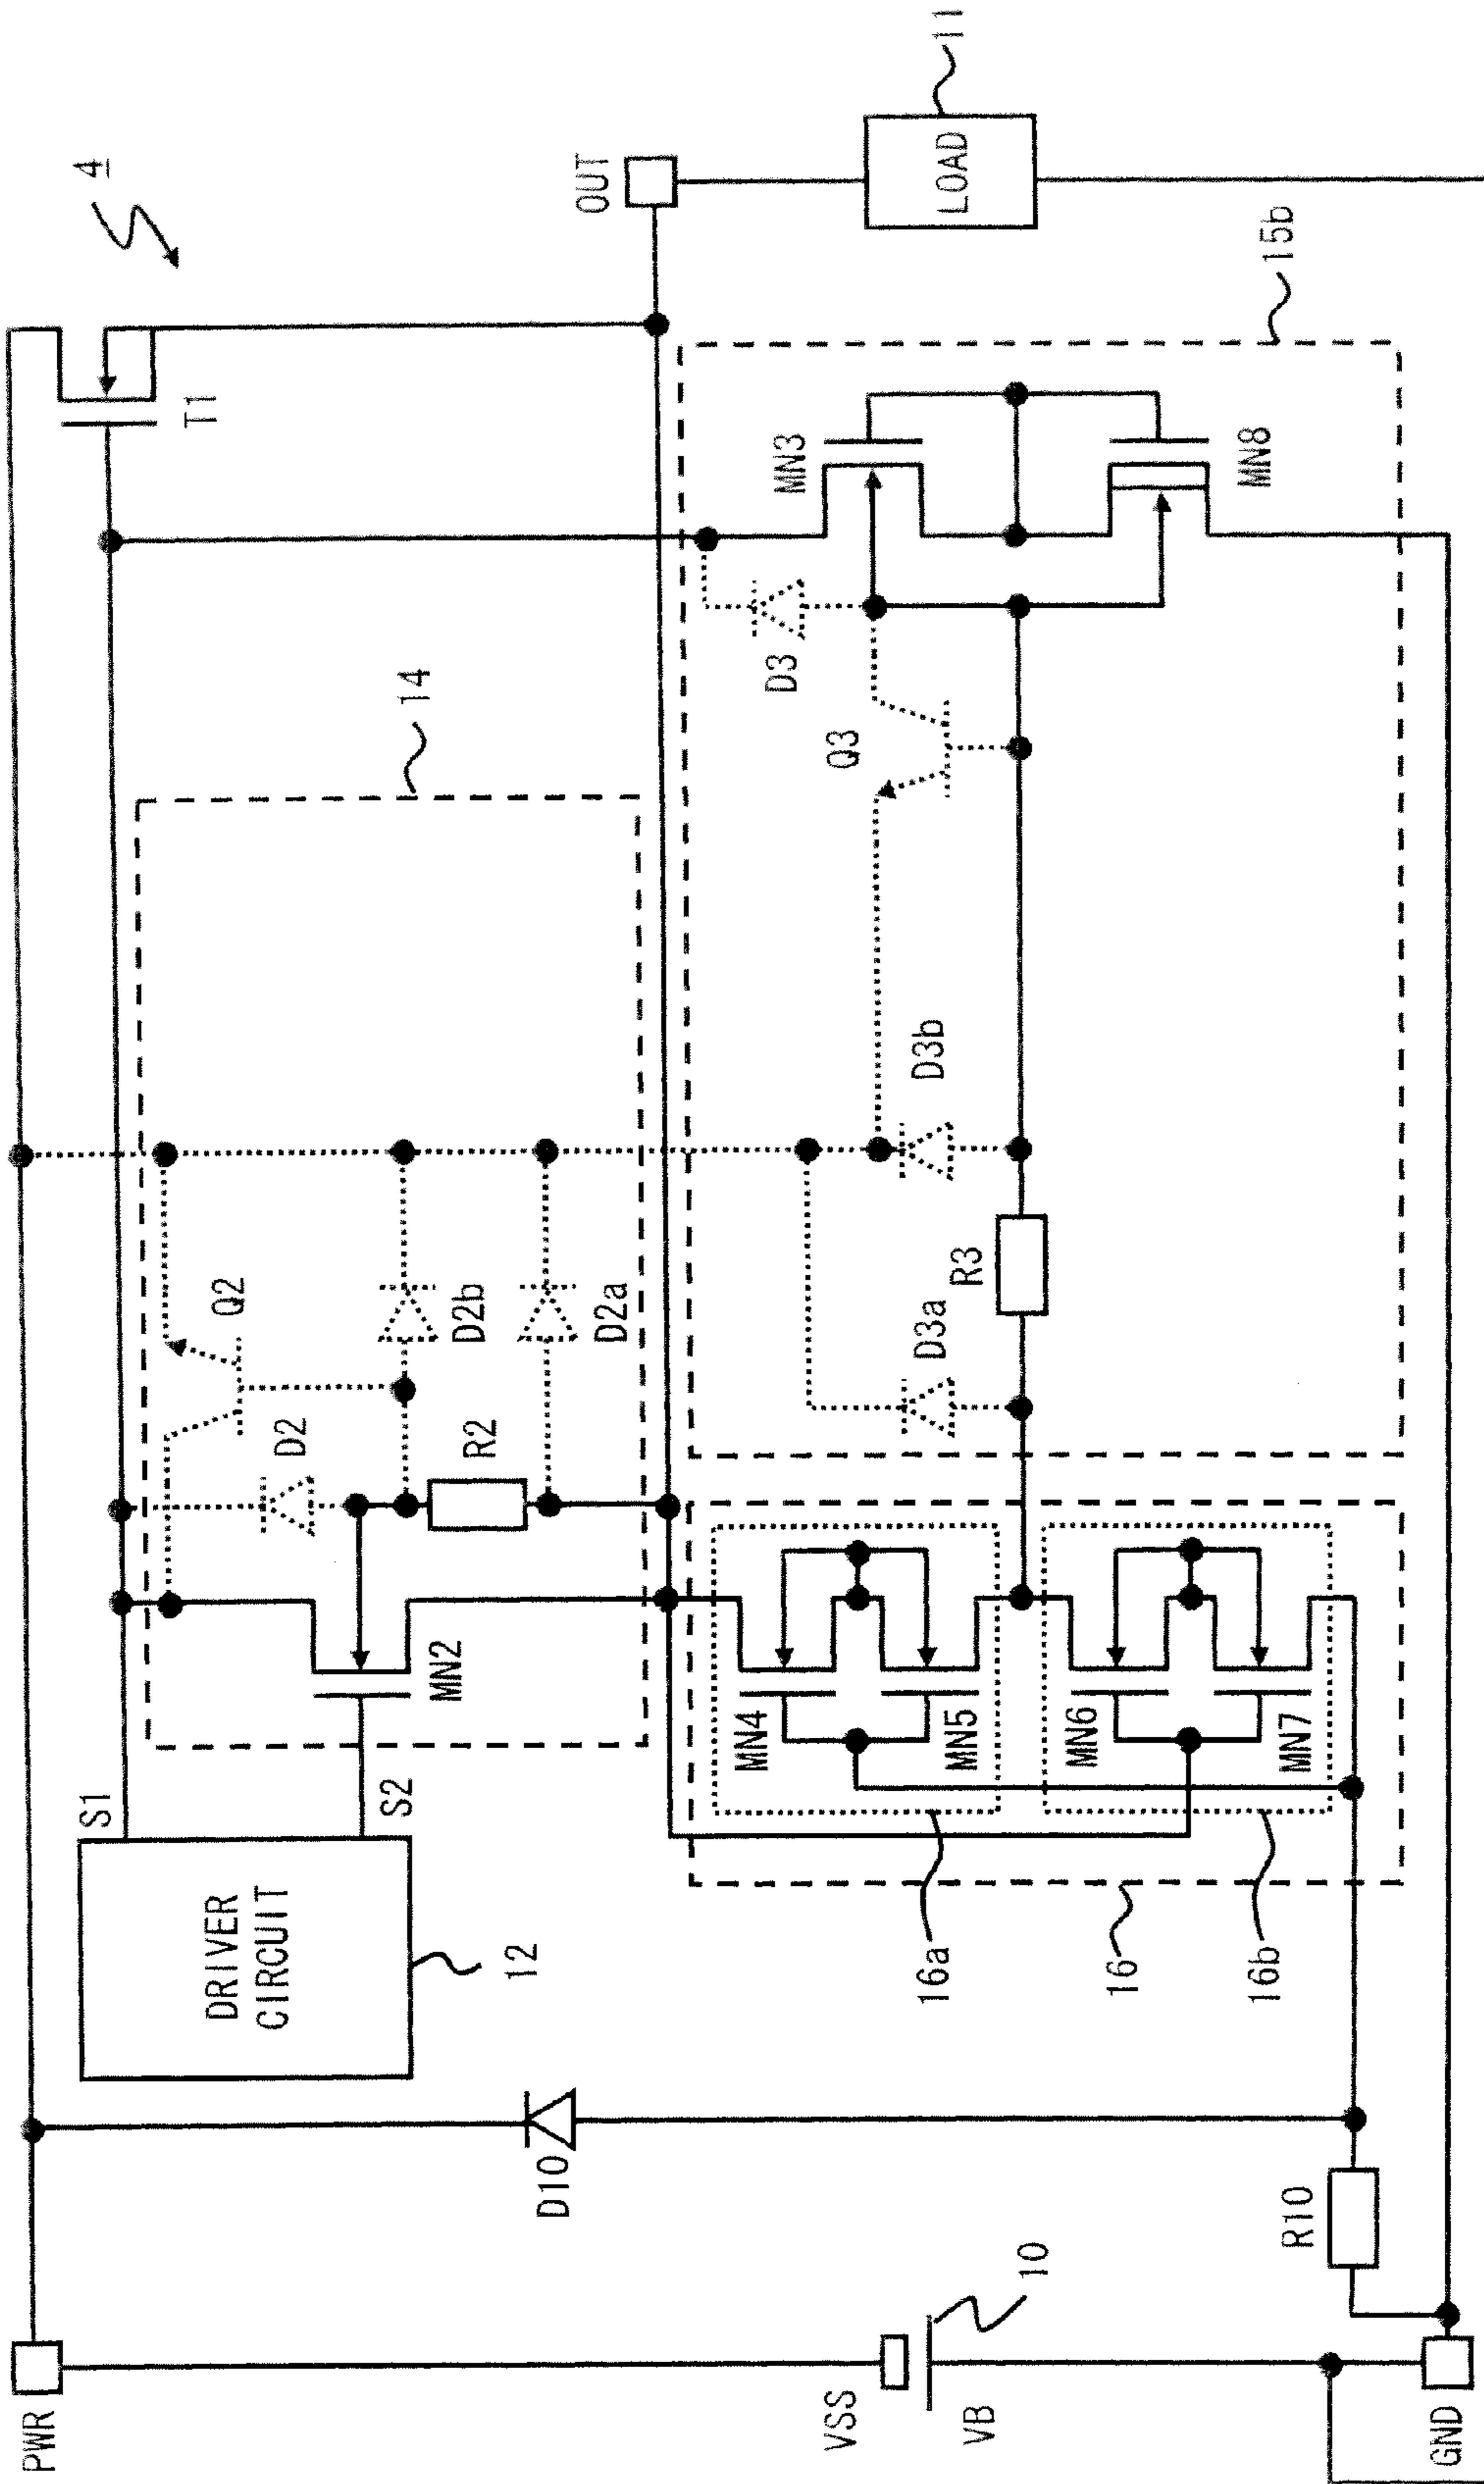 4
PWR
S1
DRIVER
CIRCUIT
12
S2
MN2
D2
R2
Q2
D2b
D2a
14
T1
OUT
11
LOAD
D10
10
VSS
VB
GND
R10
16
16a
16b
MN4
MN5
MN6
MN7
D3a
R3
D3b
Q3
D3
MN3
MN8
15b